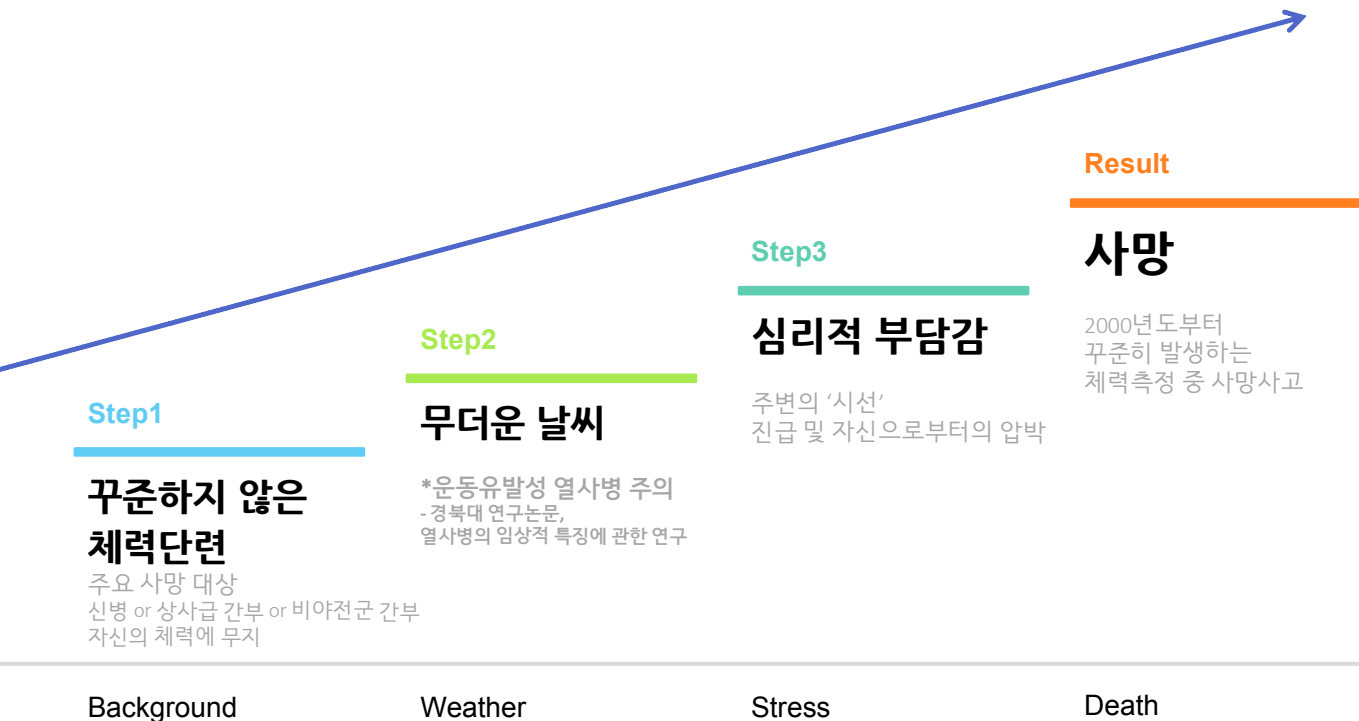 Step1
꾸준하지 않은
체력단련
주요 사망 대상
신병 or 상사급 간부 or 비야전군 간부
자신의 체력에 무지
Background
Step2
무더운 날씨
*운동유발성 열사병 주의
- 경북대 연구논문,
열사병의 임상적 특징에 관한 연구
Weather
Step3
심리적 부담감
주변의 ‘시선’
진급 및 자신으로부터의 압박
Stress
Result
사망
2000년도부터
꾸준히 발생하는
체력측정 중 사망사고
Death